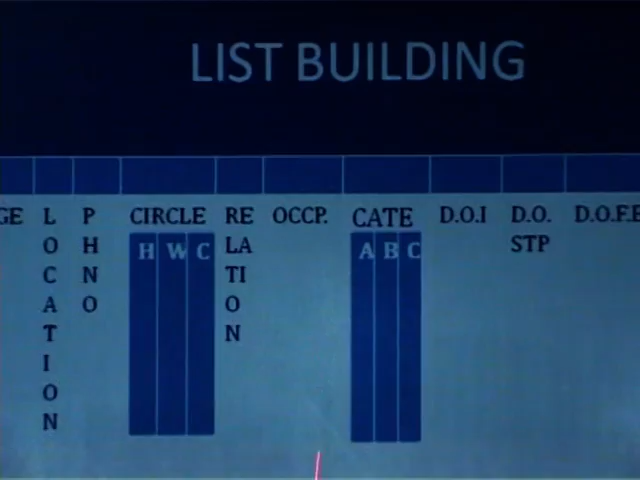 LIST BUILDING
GE LOCATION PHNO CIRCLE RELATION OCCP. CATE D.O.I D.O. STP D.O.F.E
H W C A B C